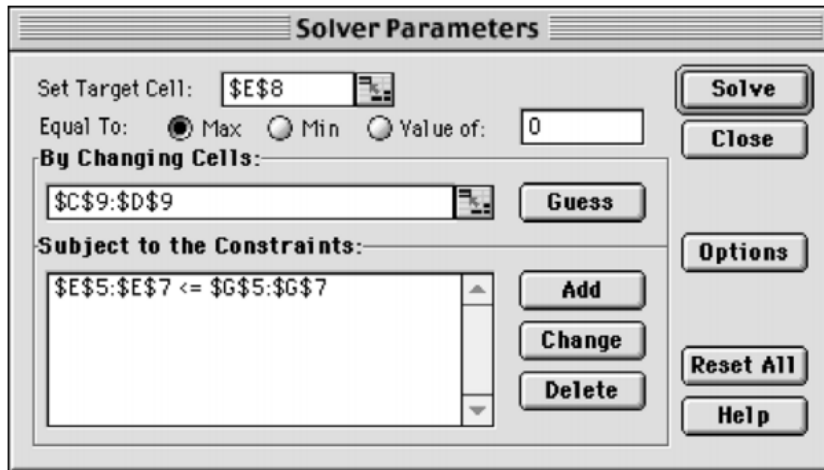 Solver Parameters
Set Target Cell: $E$8
Solve
Equal To: Max Min Value of: 0
Close
By Changing Cells:
$C$9:$D$9
Guess
Subject to the Constraints:
Options
$E$5:$E$7 <= $G$5:$G$7
Add
Change
Reset All
Delete
Help